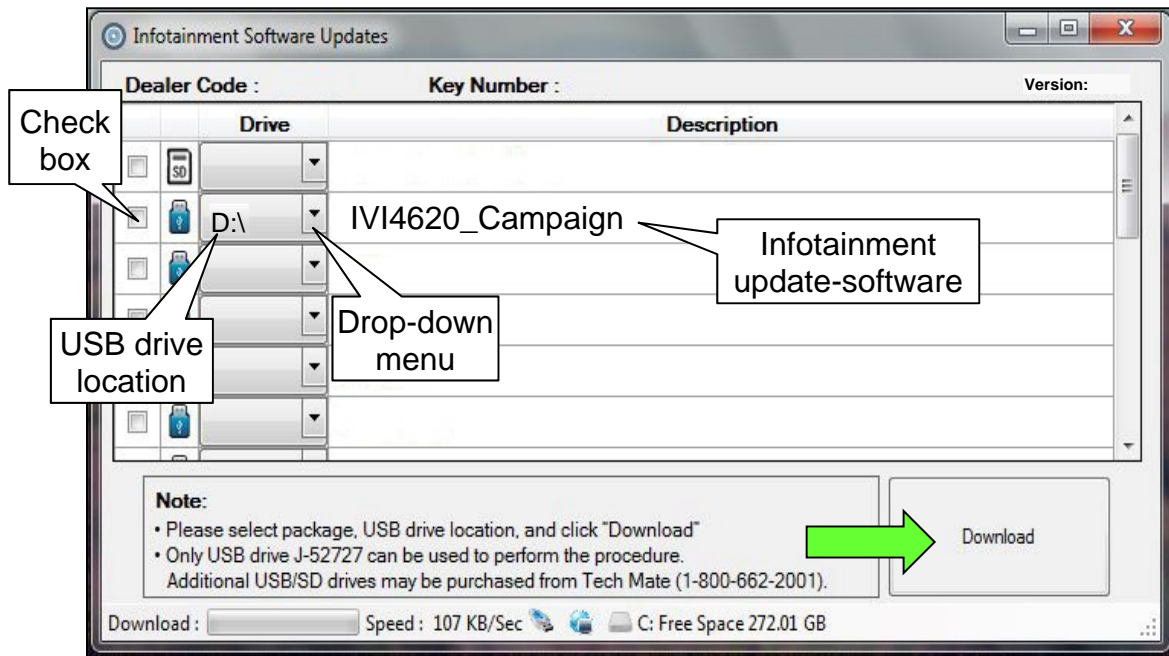 Infotainment Software Updates
Dealer Code :
Key Number :
Version:
Drive
Description
Check
box
SD
D:\
IVI4620_Campaign
Infotainment
update-software
USB drive
location
Drop-down
menu
Note:
• Please select package, USB drive location, and click "Download"
• Only USB drive J-52727 can be used to perform the procedure.
Additional USB/SD drives may be purchased from Tech Mate (1-800-662-2001).
Download
Download :
Speed : 107 KB/Sec
C: Free Space 272.01 GB